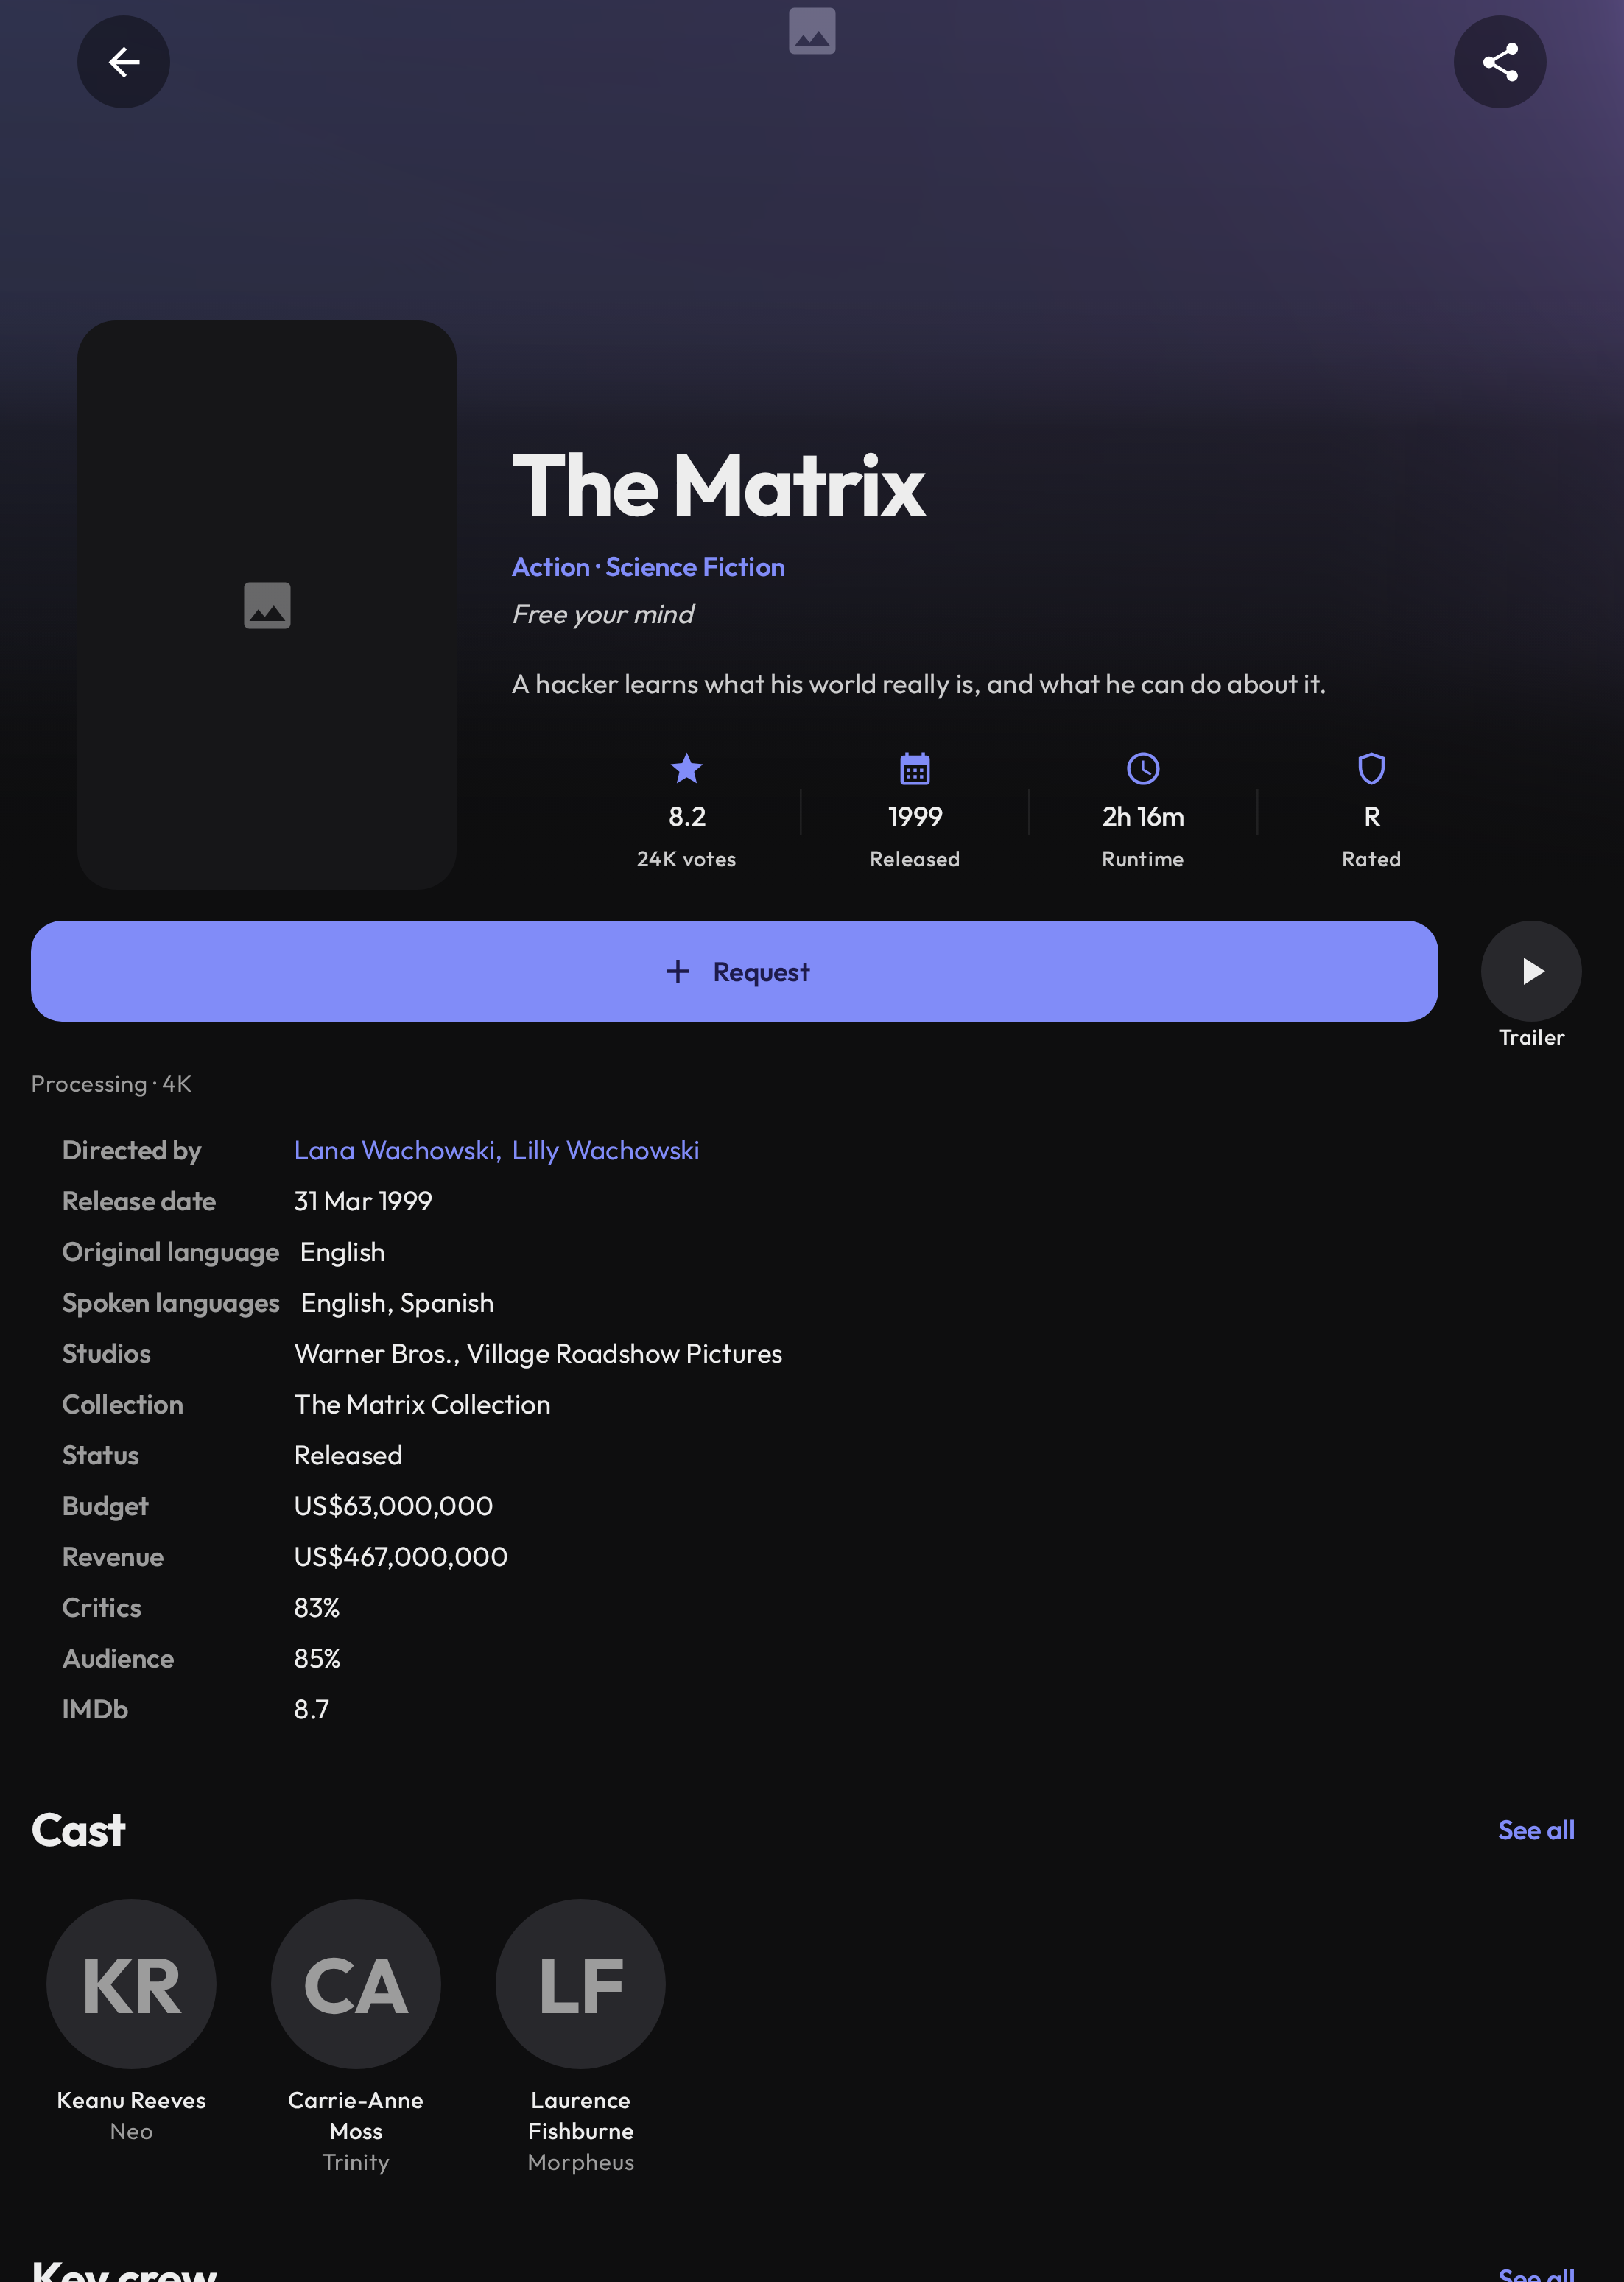 The Matrix
Action · Science Fiction
Free your mind
A hacker learns what his world really is, and what he can do about it.
8.2
24K votes
1999
Released
2h 16m
Runtime
R
Rated
Request
Trailer
Processing · 4K
Directed by Lana Wachowski, Lilly Wachowski
Release date 31 Mar 1999
Original language English
Spoken languages English, Spanish
Studios Warner Bros., Village Roadshow Pictures
Collection The Matrix Collection
Status Released
Budget US$63,000,000
Revenue US$467,000,000
Critics 83%
Audience 85%
IMDb 8.7
Cast See all
KR
Keanu Reeves
Neo
CA
Carrie-Anne
Moss
Trinity
LF
Laurence
Fishburne
Morpheus
Key crew See all